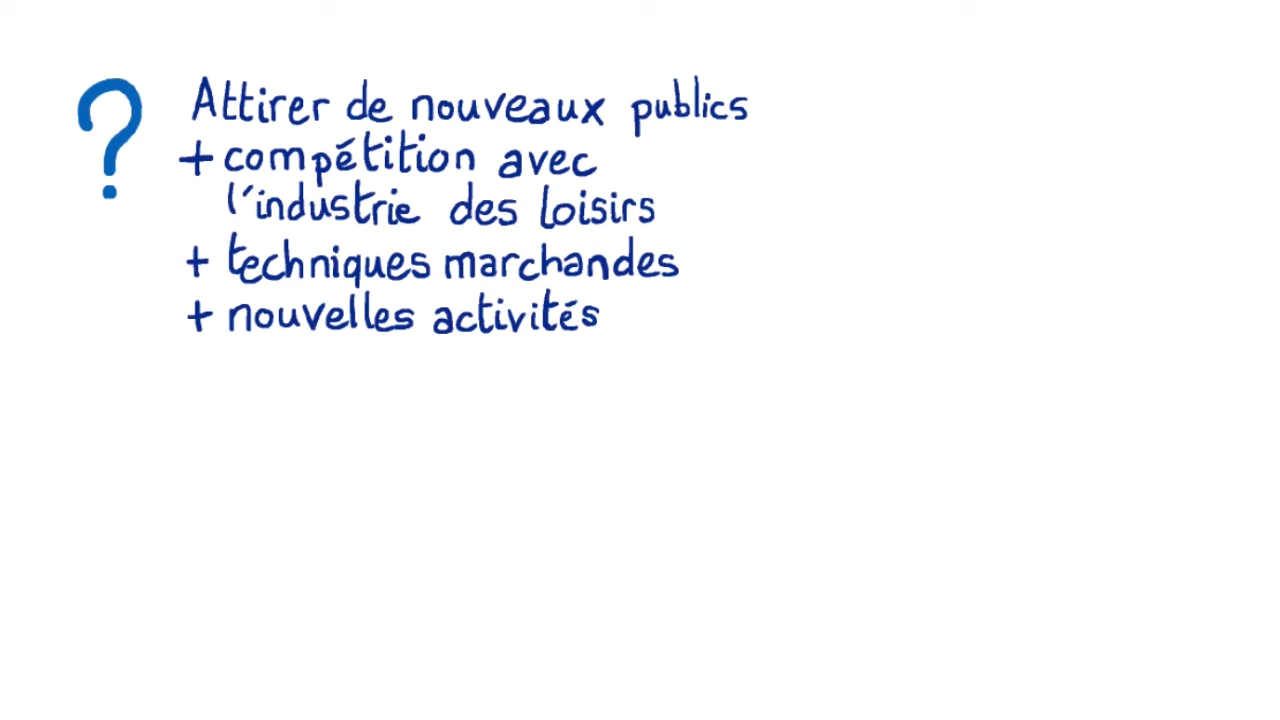 ? Attirer de nouveaux publics
+ compétition avec
l'industrie des loisirs
+ techniques marchandes
+ nouvelles activités